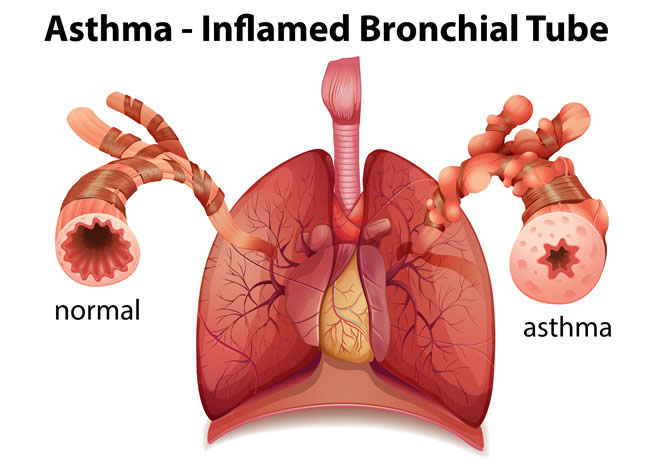 Asthma - Inflamed Bronchial Tube
normal
asthma